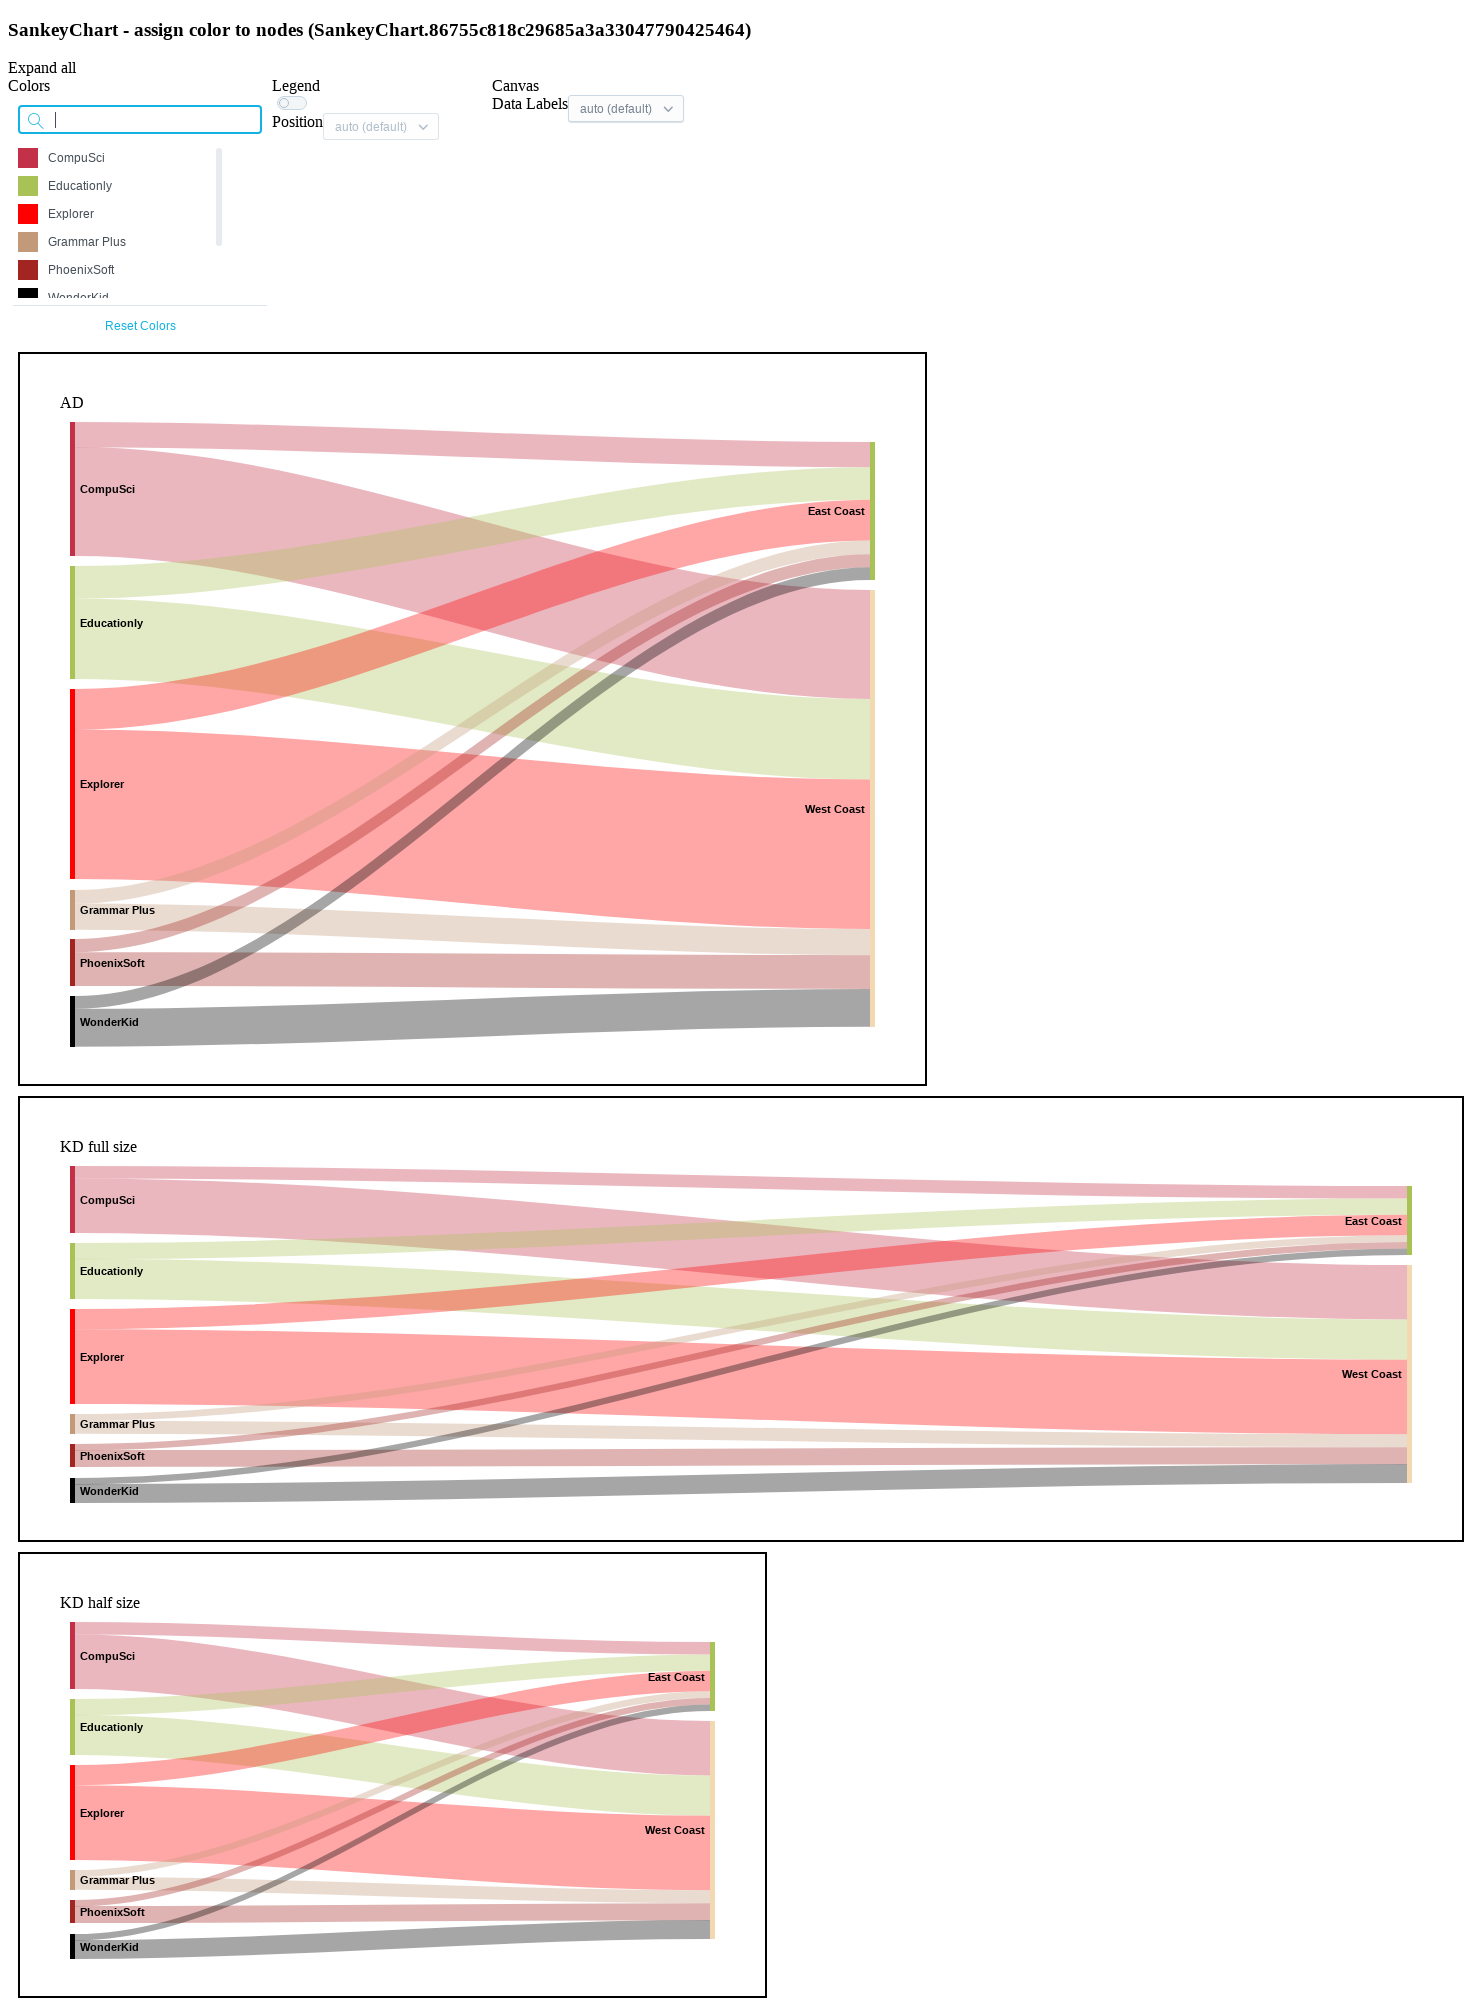 SankeyChart - assign color to nodes (SankeyChart.86755c818c29685a3a33047790425464)
Expand all
Colors
CompuSci
Educationly
Explorer
Grammar Plus
PhoenixSoft
WonderKid
Reset Colors
Legend
Position auto (default)
Canvas
Data Labels auto (default)
AD
CompuSci
East Coast
Educationly
Explorer
West Coast
Grammar Plus
PhoenixSoft
WonderKid
KD full size
CompuSci
East Coast
Educationly
Explorer
West Coast
Grammar Plus
PhoenixSoft
WonderKid
KD half size
CompuSci
East Coast
Educationly
Explorer
West Coast
Grammar Plus
PhoenixSoft
WonderKid